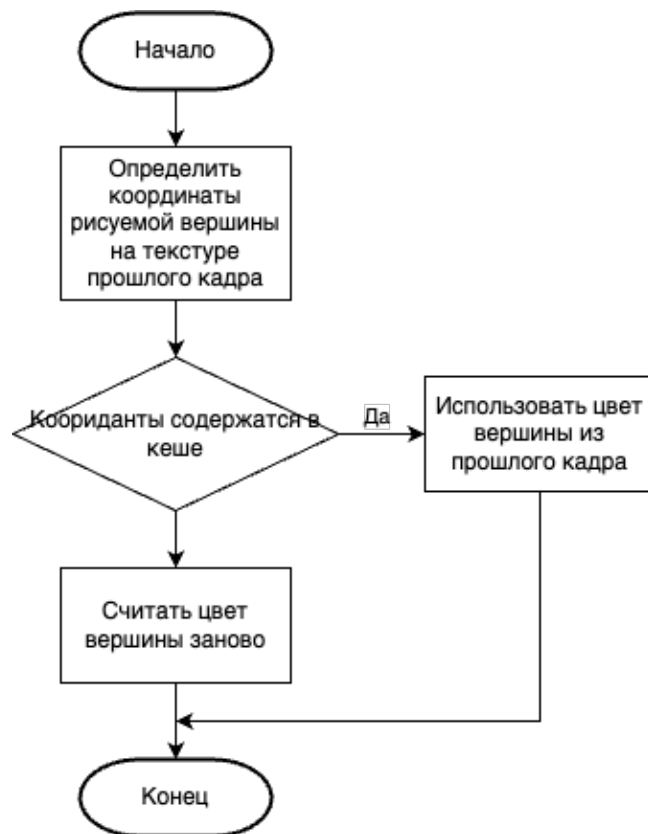 Начало
Определить
координаты
рисуемой вершины
на текстуре
прошлого кадра
Коориданты содержатся в
кеше
Да
Использовать цвет
вершины из
прошлого кадра
Считать цвет
вершины заново
Конец